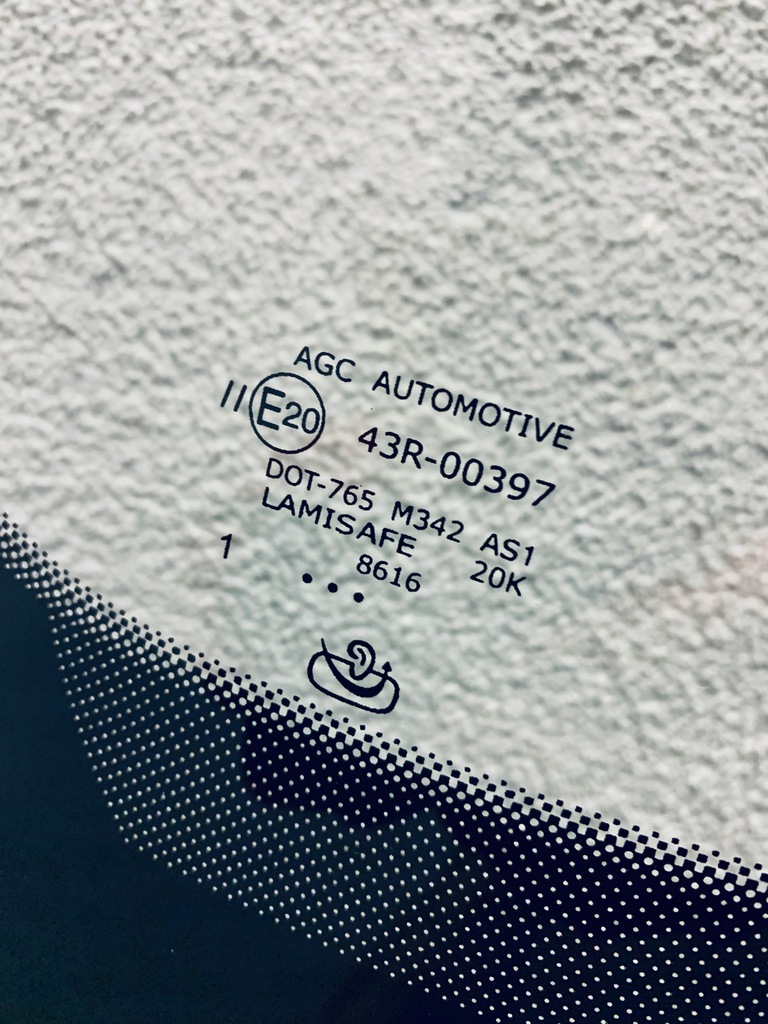 AGC AUTOMOTIVE
II E20 43R-00397
DOT-765 M342 AS1
LAMISAFE 20K
1 8616
...